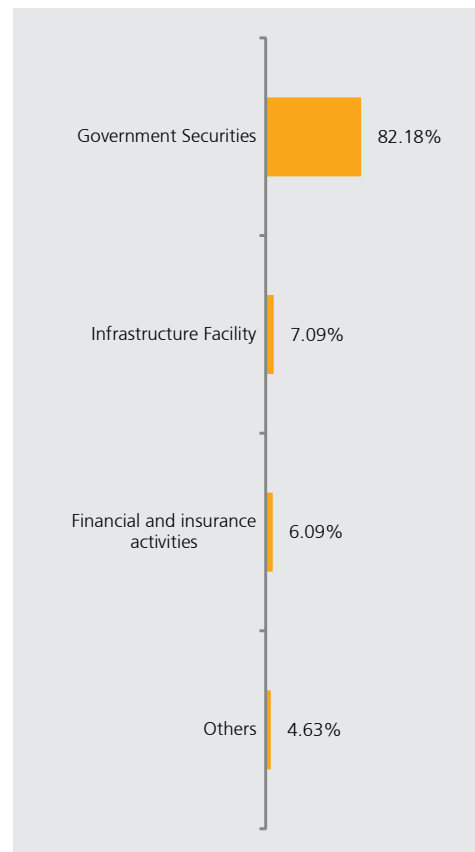 Government Securities 82.18%
Infrastructure Facility 7.09%
Financial and insurance
activities 6.09%
Others 4.63%